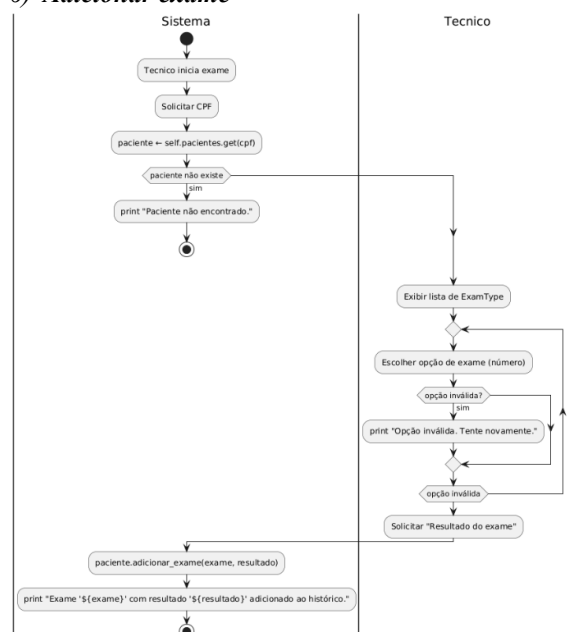 b) Adicionar exame
Sistema
Tecnico
Tecnico inicia exame
Solicitar CPF
paciente ← self.pacientes.get(cpf)
paciente não existe
sim
print "Paciente não encontrado."
Exibir lista de ExamType
Escolher opção de exame (número)
opção inválida?
sim
print "Opção inválida. Tente novamente."
opção inválida
Solicitar "Resultado do exame"
paciente.adicionar_exame(exame, resultado)
print "Exame '${exame}' com resultado '${resultado}' adicionado ao histórico."